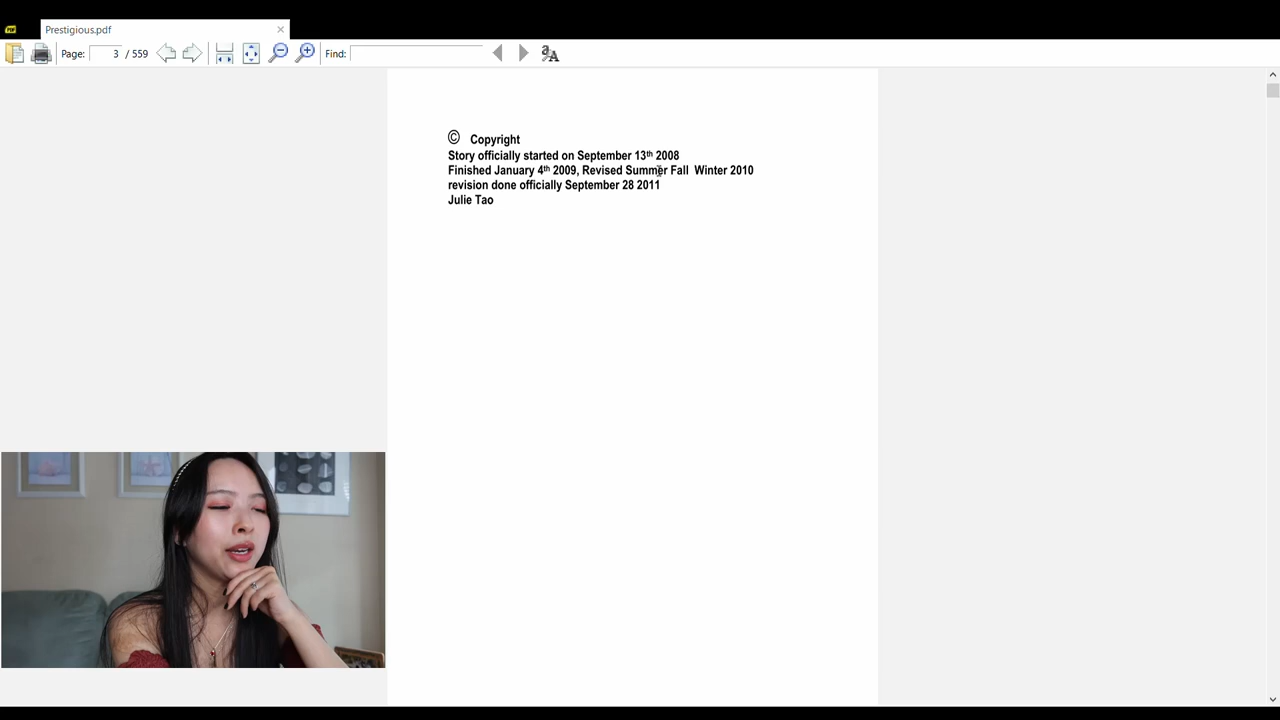 Prestigious.pdf
Page: 3 / 559 Find:
© Copyright
Story officially started on September 13th 2008
Finished January 4th 2009, Revised Summer Fall Winter 2010
revision done officially September 28 2011
Julie Tao